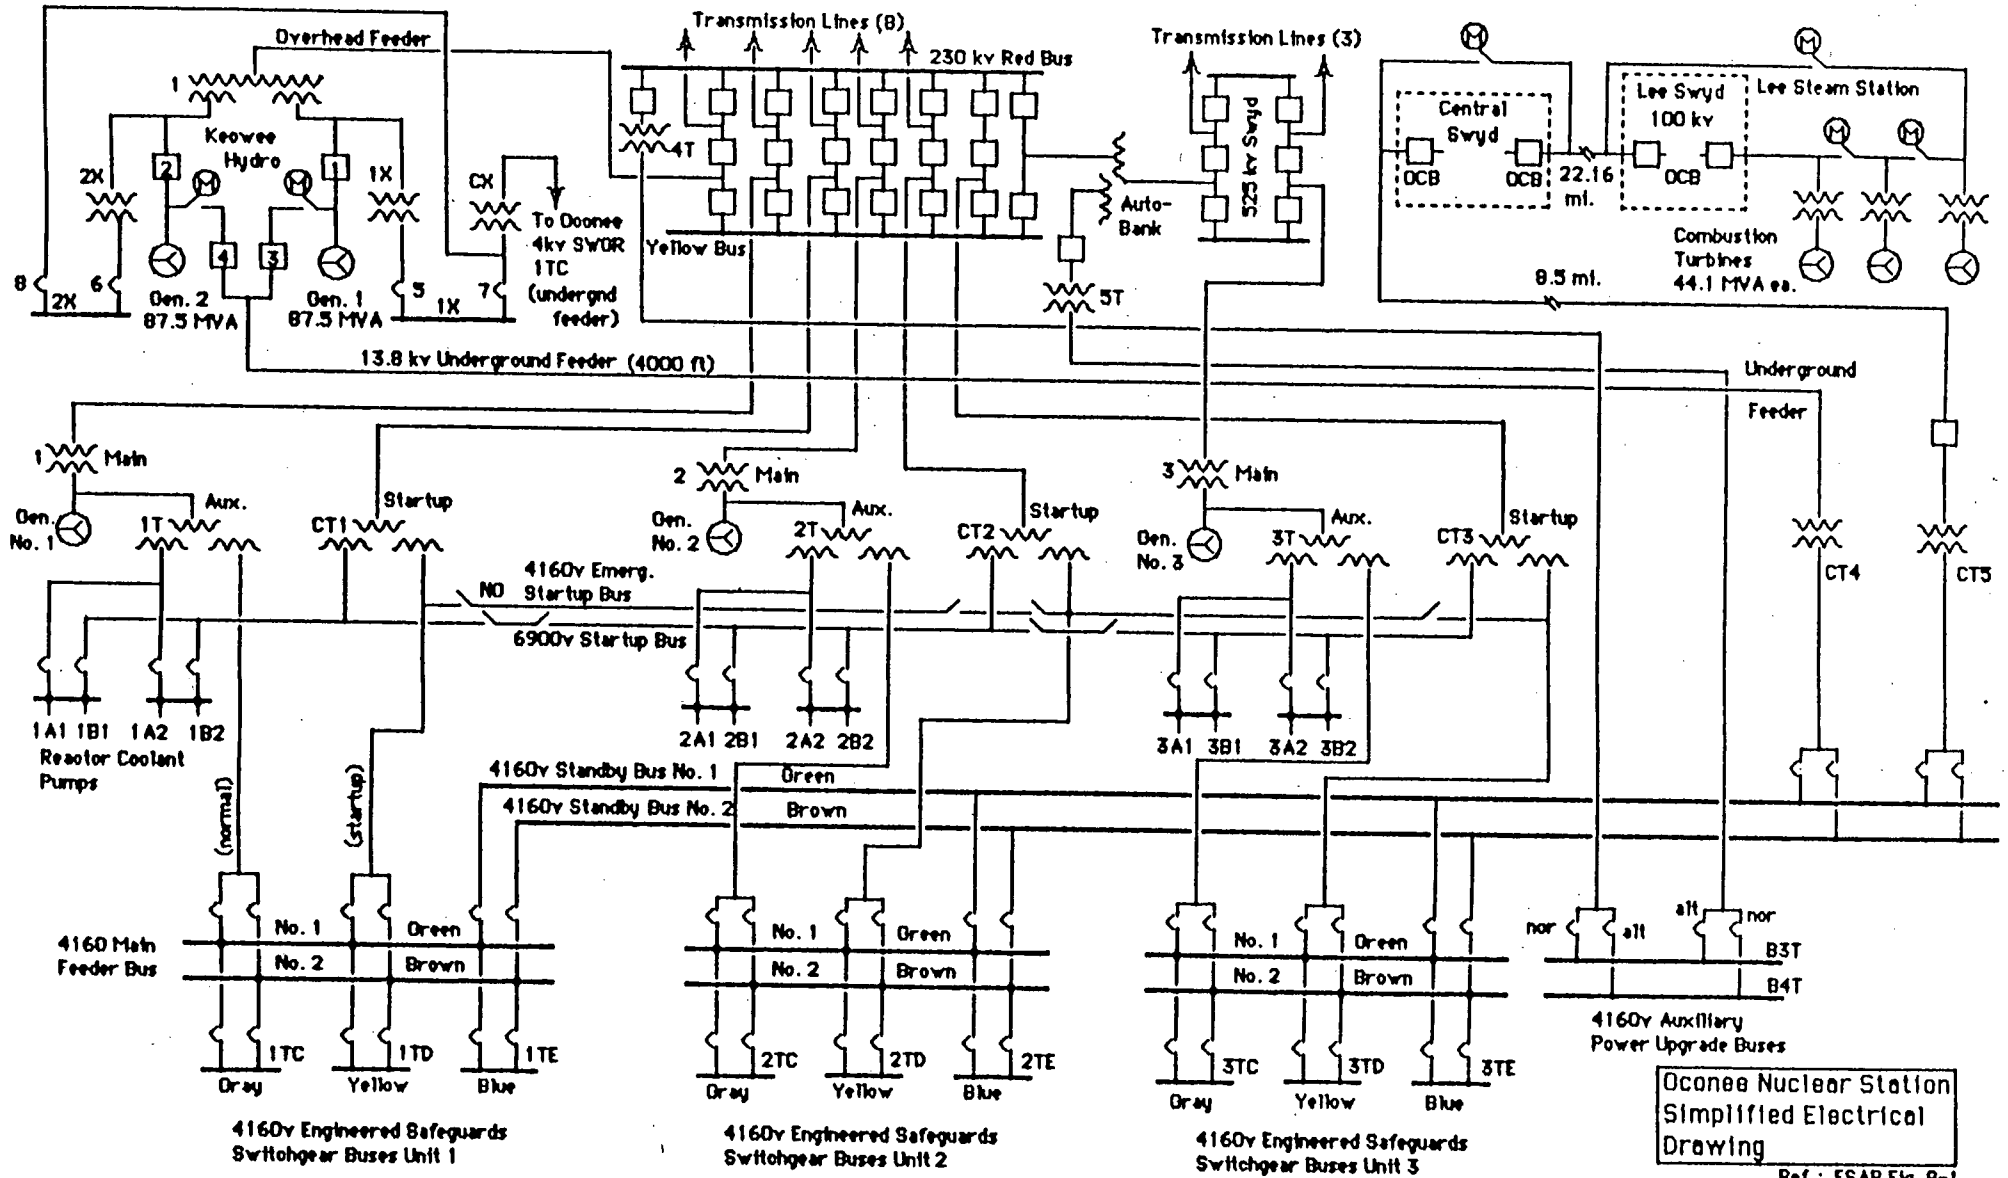 Transmission Lines (8)
Transmission Lines (3)
Overhead Feeder
230 kv Red Bus
1
Keowee
Hydro
2X
2
M
M
1
1X
CX
4T
To Oconee
4kv SWGR
1TC
(undergnd
feeder)
Yellow Bus
Auto-
Bank
525 kv Swyd
M
M
Central
Swyd
OCB
OCB
22.16
mi.
Lee Swyd
100 kv
OCB
Lee Steam Station
M
M
Combustion
Turbines
44.1 MVA ea.
8
2X
6
4
3
Gen. 2
87.5 MVA
Gen. 1
87.5 MVA
5
1X
7
5T
8.5 mi.
13.8 kv Underground Feeder (4000 ft)
Underground
Feeder
1
Main
2
Main
3
Main
Gen.
No. 1
1T
Aux.
CT1
Startup
Gen.
No. 2
2T
Aux.
CT2
Startup
Gen.
No. 3
3T
Aux.
CT3
Startup
CT4
CT5
NO
4160v Emerg.
Startup Bus
6900v Startup Bus
1A1
1B1
1A2
1B2
Reactor Coolant
Pumps
2A1
2B1
2A2
2B2
3A1
3B1
3A2
3B2
(normal)
(startup)
4160v Standby Bus No. 1
Green
4160v Standby Bus No. 2
Brown
4160 Main
Feeder Bus
No. 1
Green
No. 2
Brown
No. 1
Green
No. 2
Brown
No. 1
Green
No. 2
Brown
nor
alt
alt
nor
B3T
B4T
4160v Auxiliary
Power Upgrade Buses
1TC
1TD
1TE
Gray
Yellow
Blue
2TC
2TD
2TE
Gray
Yellow
Blue
3TC
3TD
3TE
Gray
Yellow
Blue
4160v Engineered Safeguards
Switchgear Buses Unit 1
4160v Engineered Safeguards
Switchgear Buses Unit 2
4160v Engineered Safeguards
Switchgear Buses Unit 3
Oconee Nuclear Station
Simplified Electrical
Drawing
Ref.: FSAR Fig.